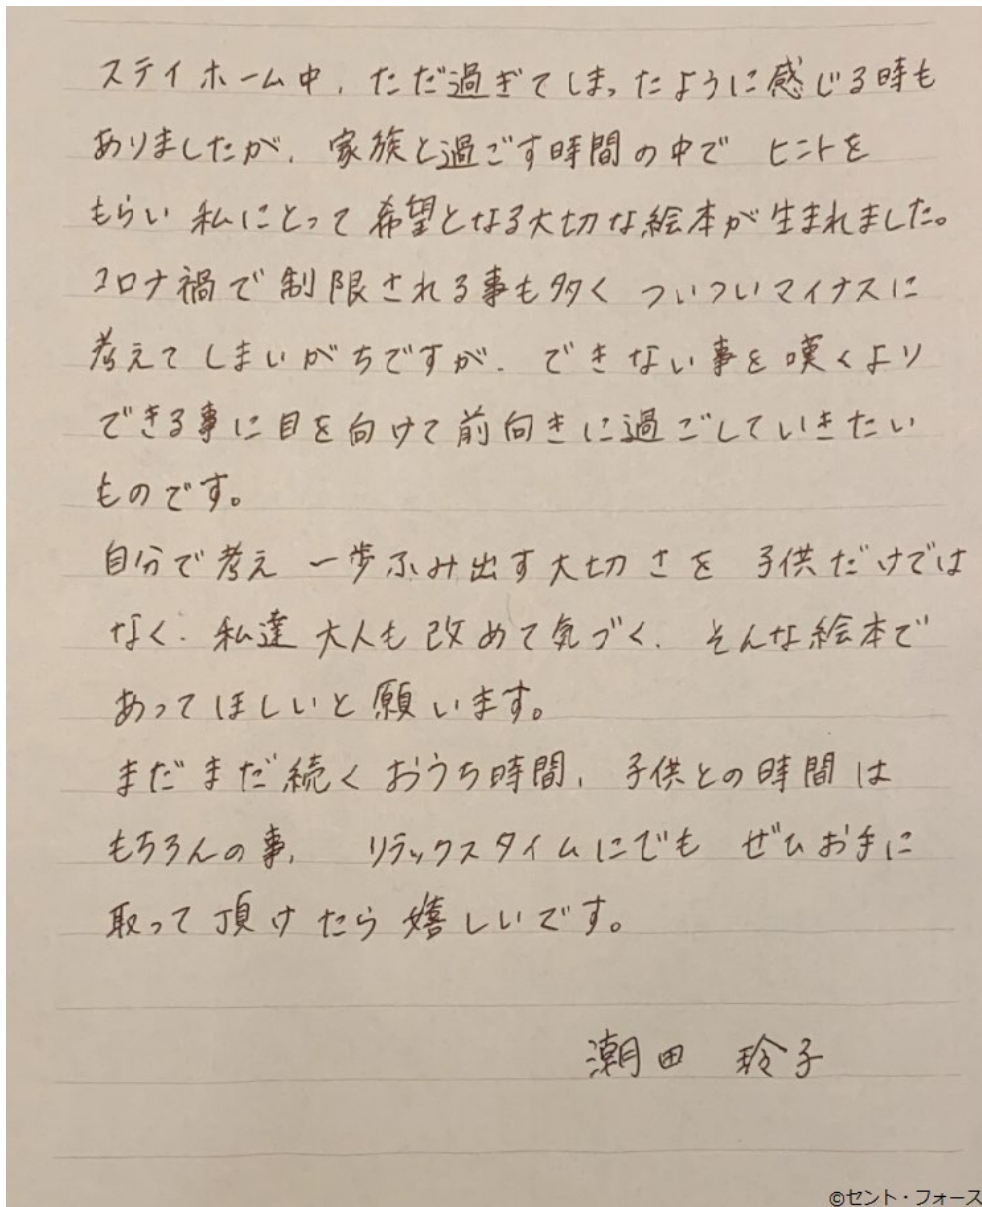 ステイホーム中、ただ過ぎてしまったように感じる時も
ありましたが、家族と過ごす時間の中で ヒントを
もらい 私にとって希望となる大切な絵本が生まれました。
コロナ禍で制限される事も多く ついついマイナスに
考えてしまいがちですが、できない事を嘆くより
できる事に目を向けて前向きに過ごしていきたい
ものです。
自分で考え 一歩ふみ出す大切さを 子供だけでは
なく、私達大人も改めて気づく、そんな絵本で
あってほしいと願います。
まだまだ続くおうち時間、子供との時間は
もちろんの事、 リラックスタイムにでも ぜひお手に
取って頂けたら嬉しいです。
潮田 玲子
©セント・フォース